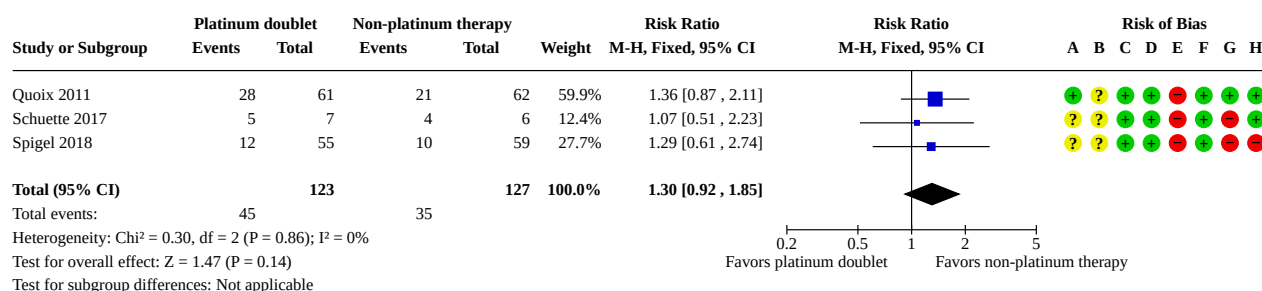 Platinum doublet Non-platinum therapy Risk Ratio Risk Ratio Risk of Bias
Study or Subgroup Events Total Events Total Weight M-H, Fixed, 95% CI M-H, Fixed, 95% CI A B C D E F G H
Quoix 2011 28 61 21 62 59.9% 1.36 [0.87 , 2.11] + ? + + − + + +
Schuette 2017 5 7 4 6 12.4% 1.07 [0.51 , 2.23] ? ? + + − + − +
Spigel 2018 12 55 10 59 27.7% 1.29 [0.61 , 2.74] ? ? + + − + − −
Total (95% CI) 123 127 100.0% 1.30 [0.92 , 1.85]
Total events: 45 35
Heterogeneity: Chi² = 0.30, df = 2 (P = 0.86); I² = 0%
0.2 0.5 1 2 5
Test for overall effect: Z = 1.47 (P = 0.14)
Favors platinum doublet Favors non-platinum therapy
Test for subgroup differences: Not applicable